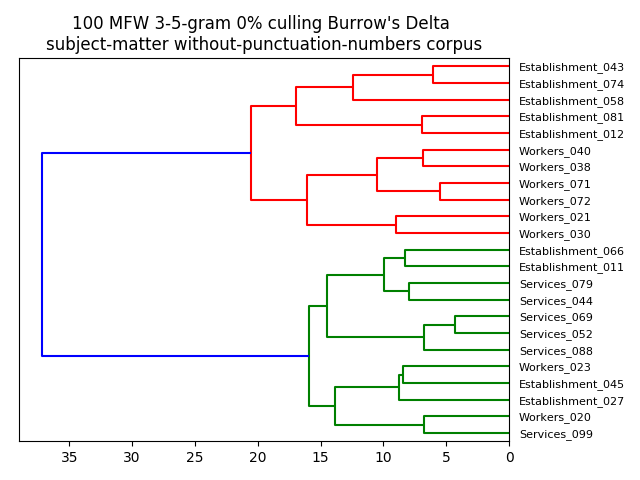 100 MFW 3-5-gram 0% culling Burrow's Delta
subject-matter without-punctuation-numbers corpus
Establishment_043
Establishment_074
Establishment_058
Establishment_081
Establishment_012
Workers_040
Workers_038
Workers_071
Workers_072
Workers_021
Workers_030
Establishment_066
Establishment_011
Services_079
Services_044
Services_069
Services_052
Services_088
Workers_023
Establishment_045
Establishment_027
Workers_020
Services_099
35 30 25 20 15 10 5 0